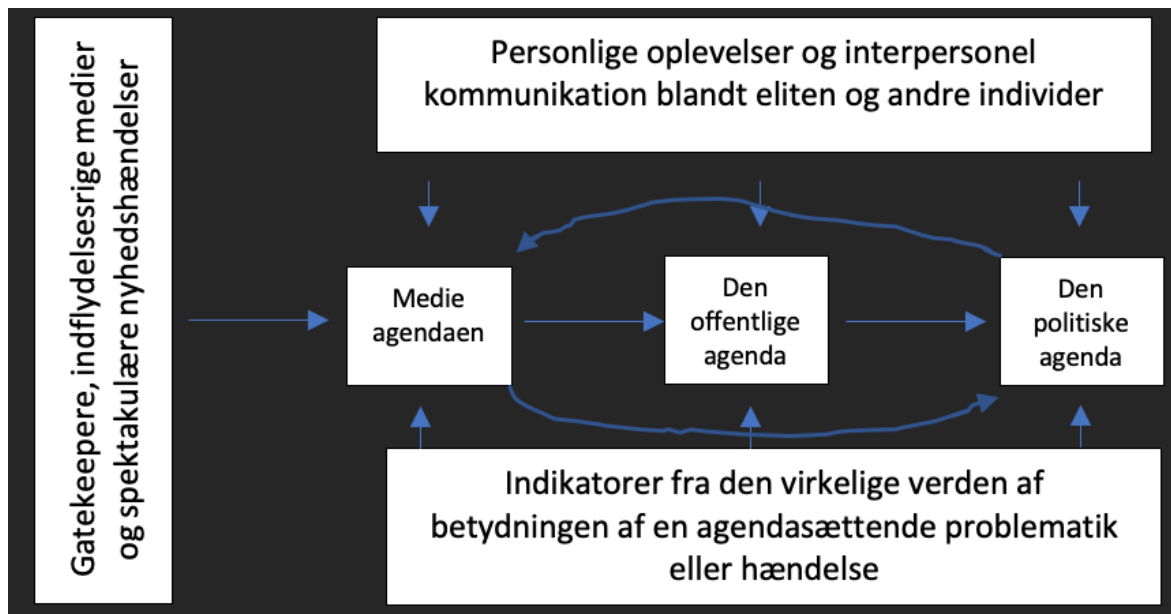 Gatekeepere, indflydelsesrige medier
og spektakulære nyhedshændelser
Personlige oplevelser og interpersonel
kommunikation blandt eliten og andre individer
Medie
agendaen
Den
offentlige
agenda
Den
politiske
agenda
Indikatorer fra den virkelige verden af
betydningen af en agendasættende problematik
eller hændelse